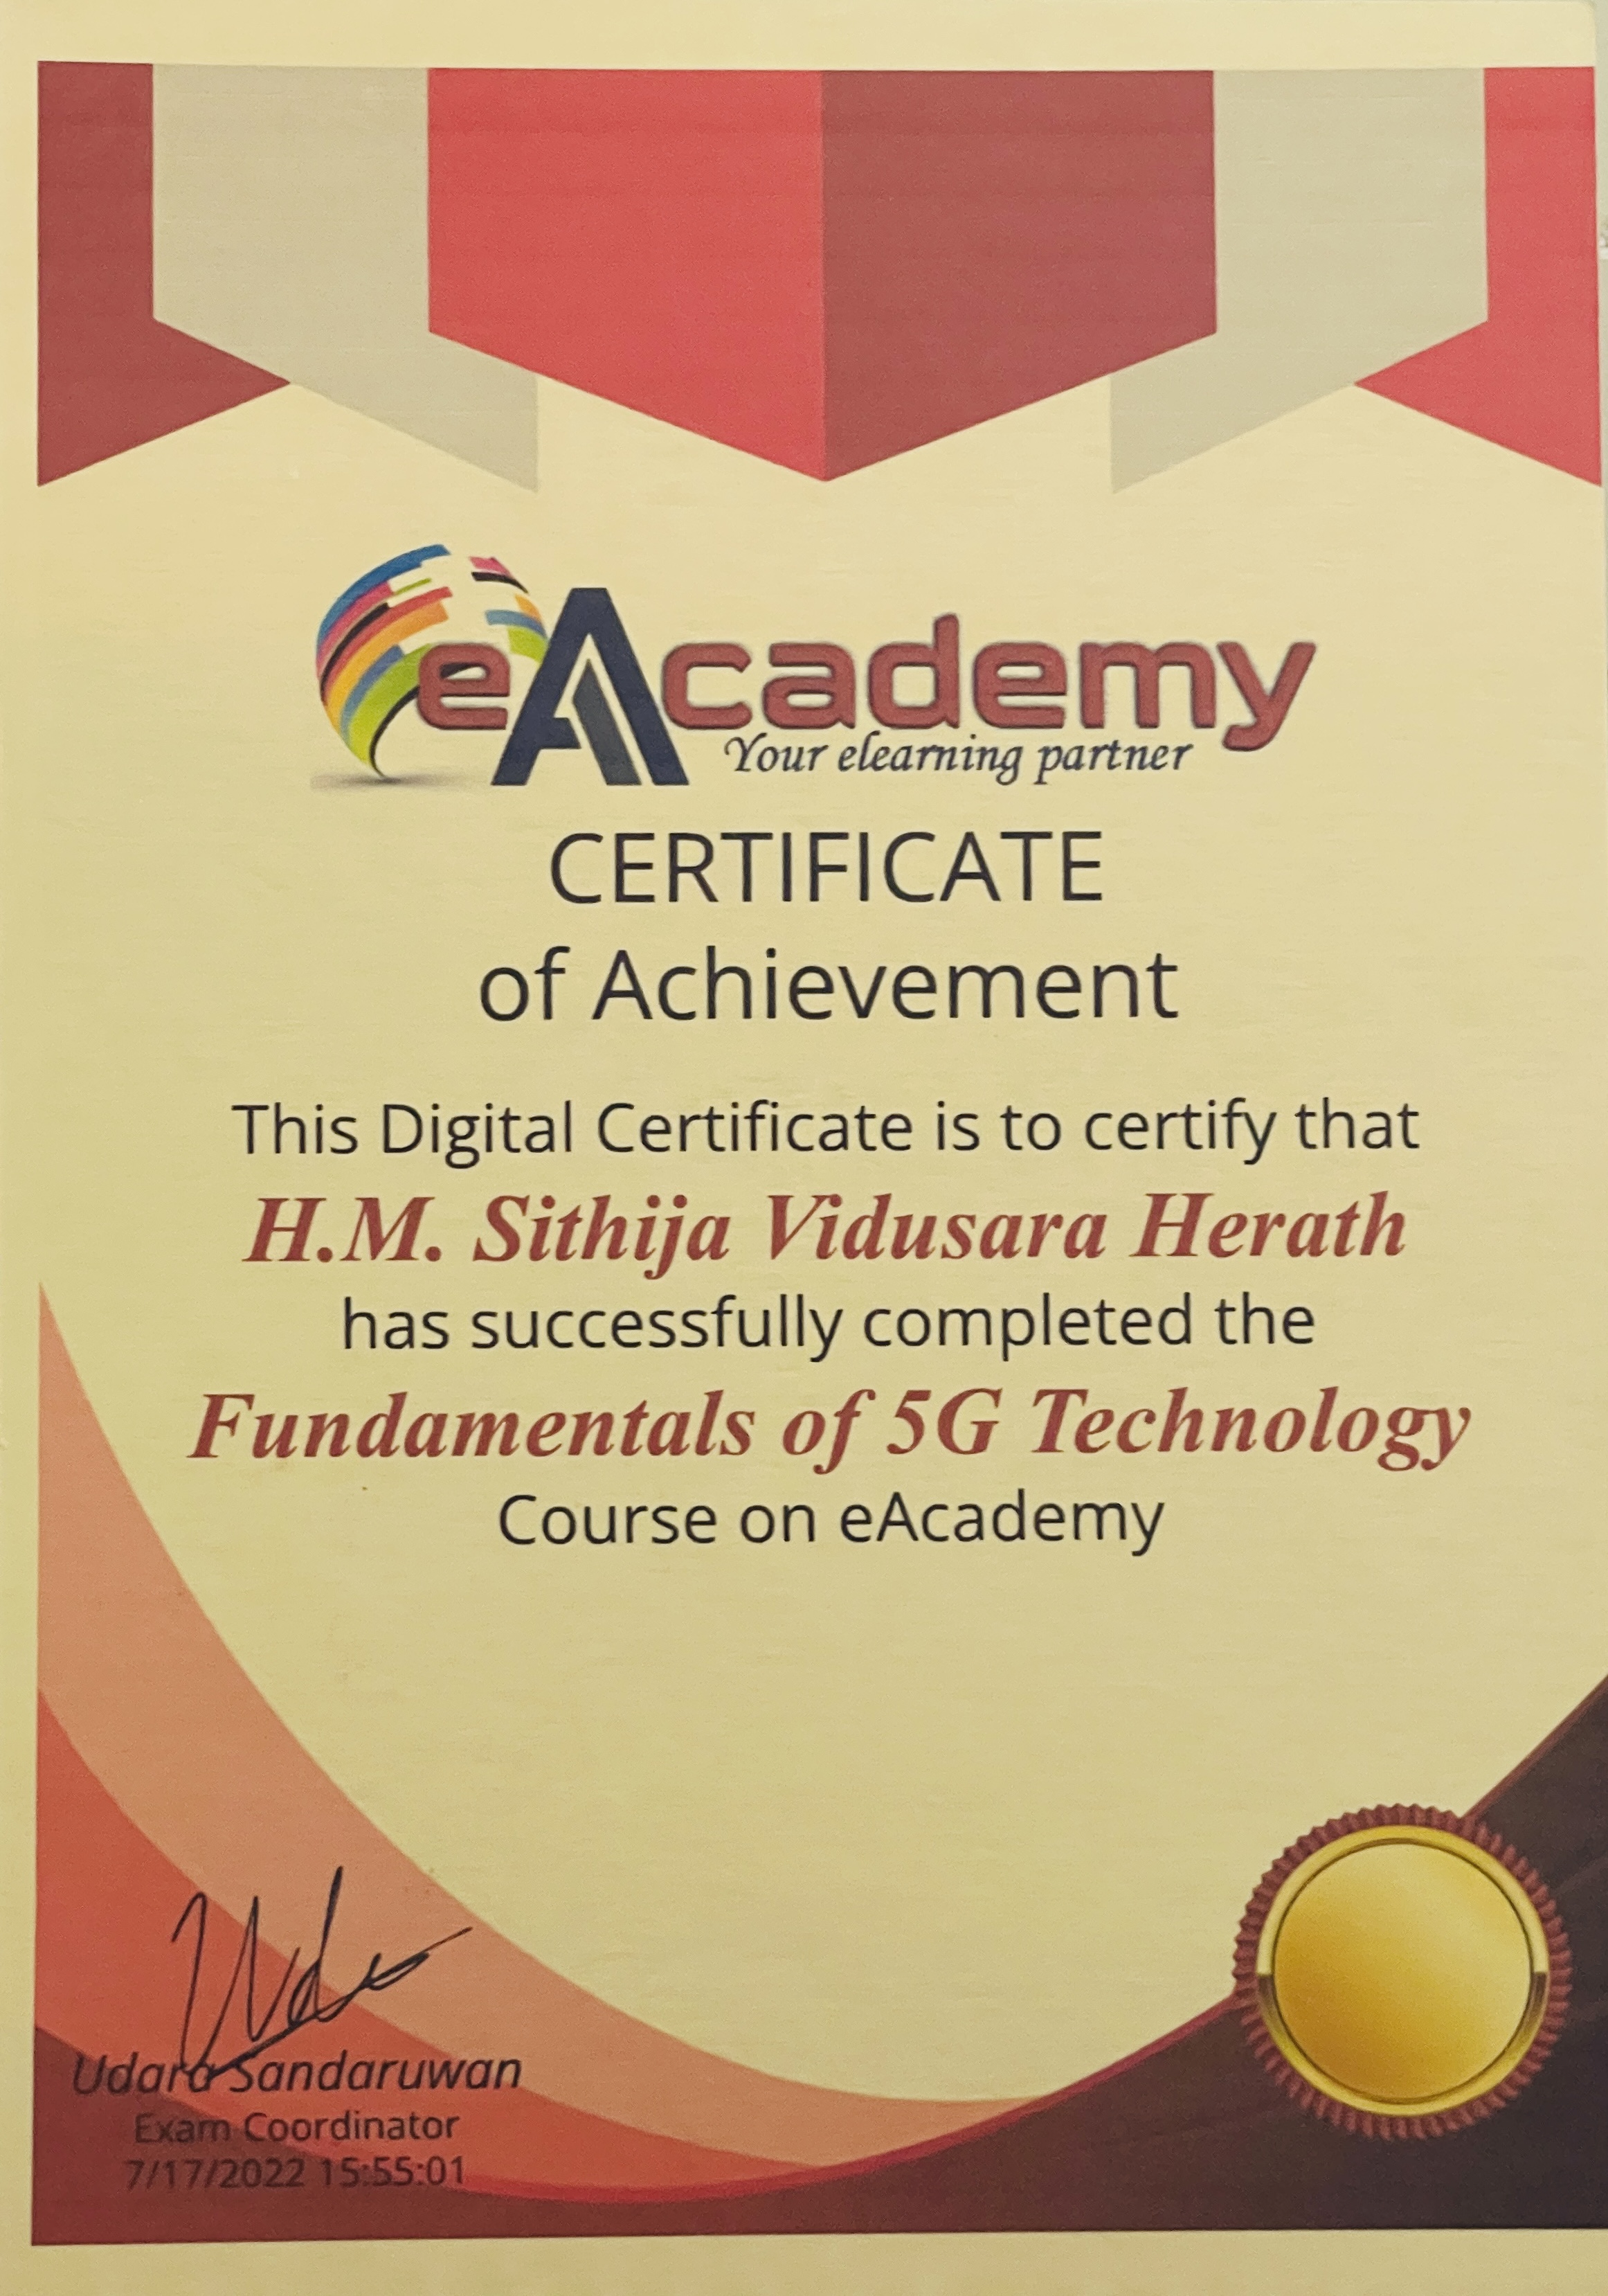 eAcademy
Your elearning partner
CERTIFICATE
of Achievement
This Digital Certificate is to certify that
H.M. Sithija Vidusara Herath
has successfully completed the
Fundamentals of 5G Technology
Course on eAcademy
Udara Sandaruwan
Exam Coordinator
7/17/2022 15:55:01